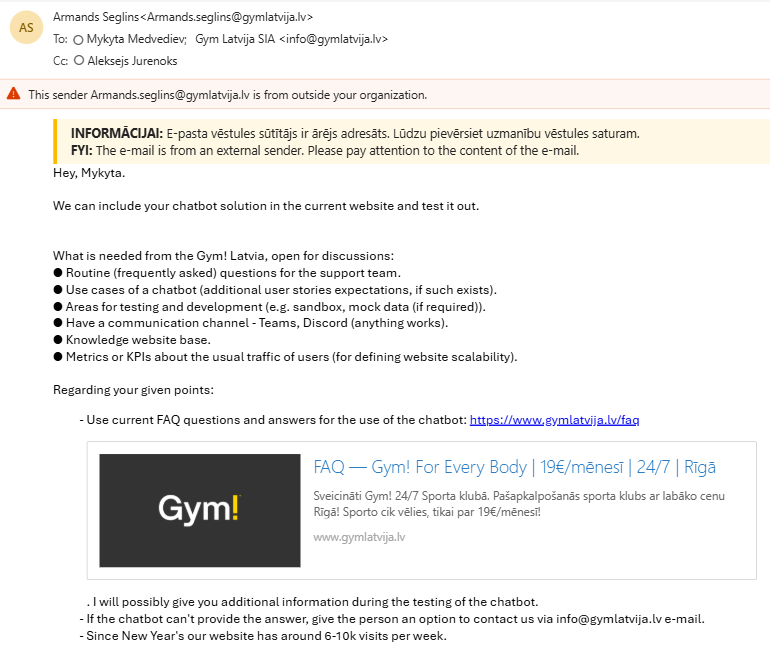 AS
Armands Seglins<Armands.seglins@gymlatvija.lv>
To: Mykyta Medvediev; Gym Latvija SIA <info@gymlatvija.lv>
Cc: Aleksejs Jurenoks
This sender Armands.seglins@gymlatvija.lv is from outside your organization.
INFORMĀCIJAI: E-pasta vēstules sūtītājs ir ārējs adresāts. Lūdzu pievērsiet uzmanību vēstules saturam.
FYI: The e-mail is from an external sender. Please pay attention to the content of the e-mail.
Hey, Mykyta.
We can include your chatbot solution in the current website and test it out.
What is needed from the Gym! Latvia, open for discussions:
● Routine (frequently asked) questions for the support team.
● Use cases of a chatbot (additional user stories expectations, if such exists).
● Areas for testing and development (e.g. sandbox, mock data (if required)).
● Have a communication channel - Teams, Discord (anything works).
● Knowledge website base.
● Metrics or KPIs about the usual traffic of users (for defining website scalability).
Regarding your given points:
- Use current FAQ questions and answers for the use of the chatbot: https://www.gymlatvija.lv/faq
Gym!
FAQ — Gym! For Every Body | 19€/mēnesī | 24/7 | Rīgā
Sveicināti Gym! 24/7 Sporta klubā. Pašapkalpošanās sporta klubs ar labāko cenu
Rīgā! Sporto cik vēlies, tikai par 19€/mēnesī!
www.gymlatvija.lv
. I will possibly give you additional information during the testing of the chatbot.
- If the chatbot can't provide the answer, give the person an option to contact us via info@gymlatvija.lv e-mail.
- Since New Year's our website has around 6-10k visits per week.